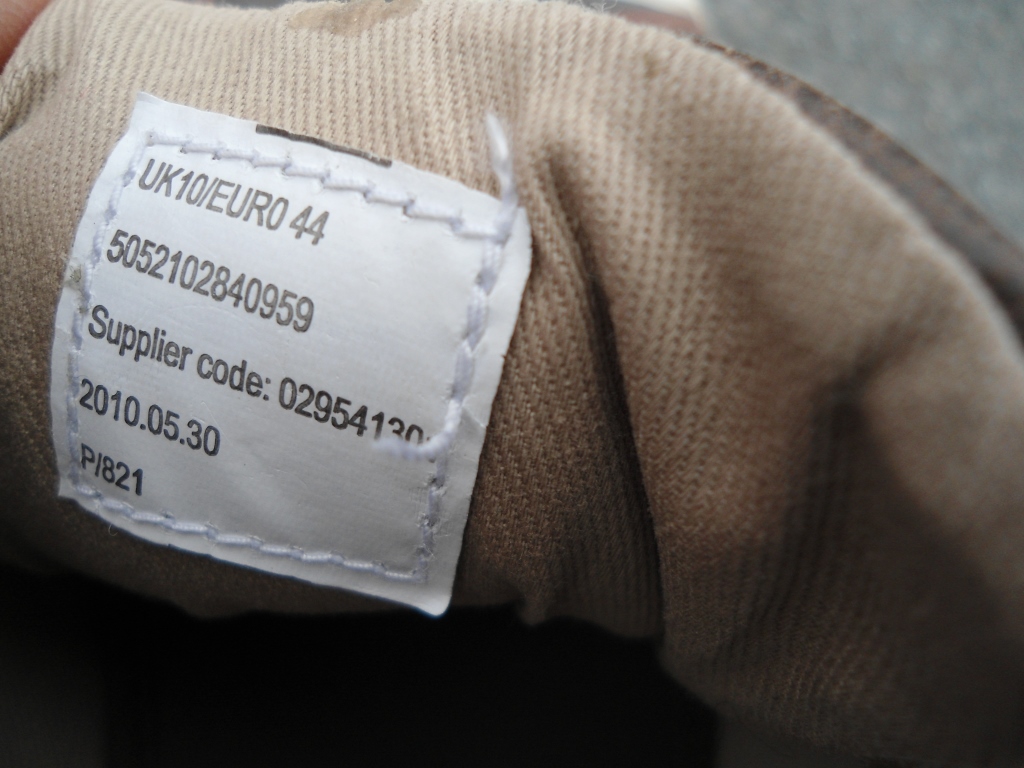 UK10/EURO 44
5052102840959
Supplier code: 02954130
2010.05.30
P/821